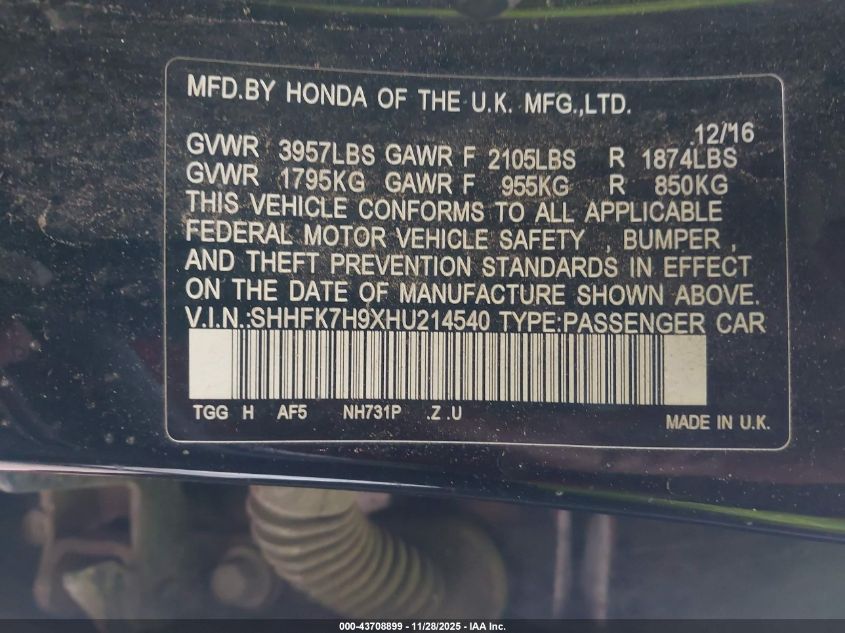 MFD.BY HONDA OF THE U.K. MFG.,LTD.
12/16
GVWR 3957LBS GAWR F 2105LBS R 1874LBS
GVWR 1795KG GAWR F 955KG R 850KG
THIS VEHICLE CONFORMS TO ALL APPLICABLE
FEDERAL MOTOR VEHICLE SAFETY , BUMPER ,
AND THEFT PREVENTION STANDARDS IN EFFECT
ON THE DATE OF MANUFACTURE SHOWN ABOVE.
V.I.N.:SHHFK7H9XHU214540 TYPE:PASSENGER CAR
TGG H AF5 NH731P .Z .U
MADE IN U.K.
000-43708899 - 11/28/2025 - IAA Inc.